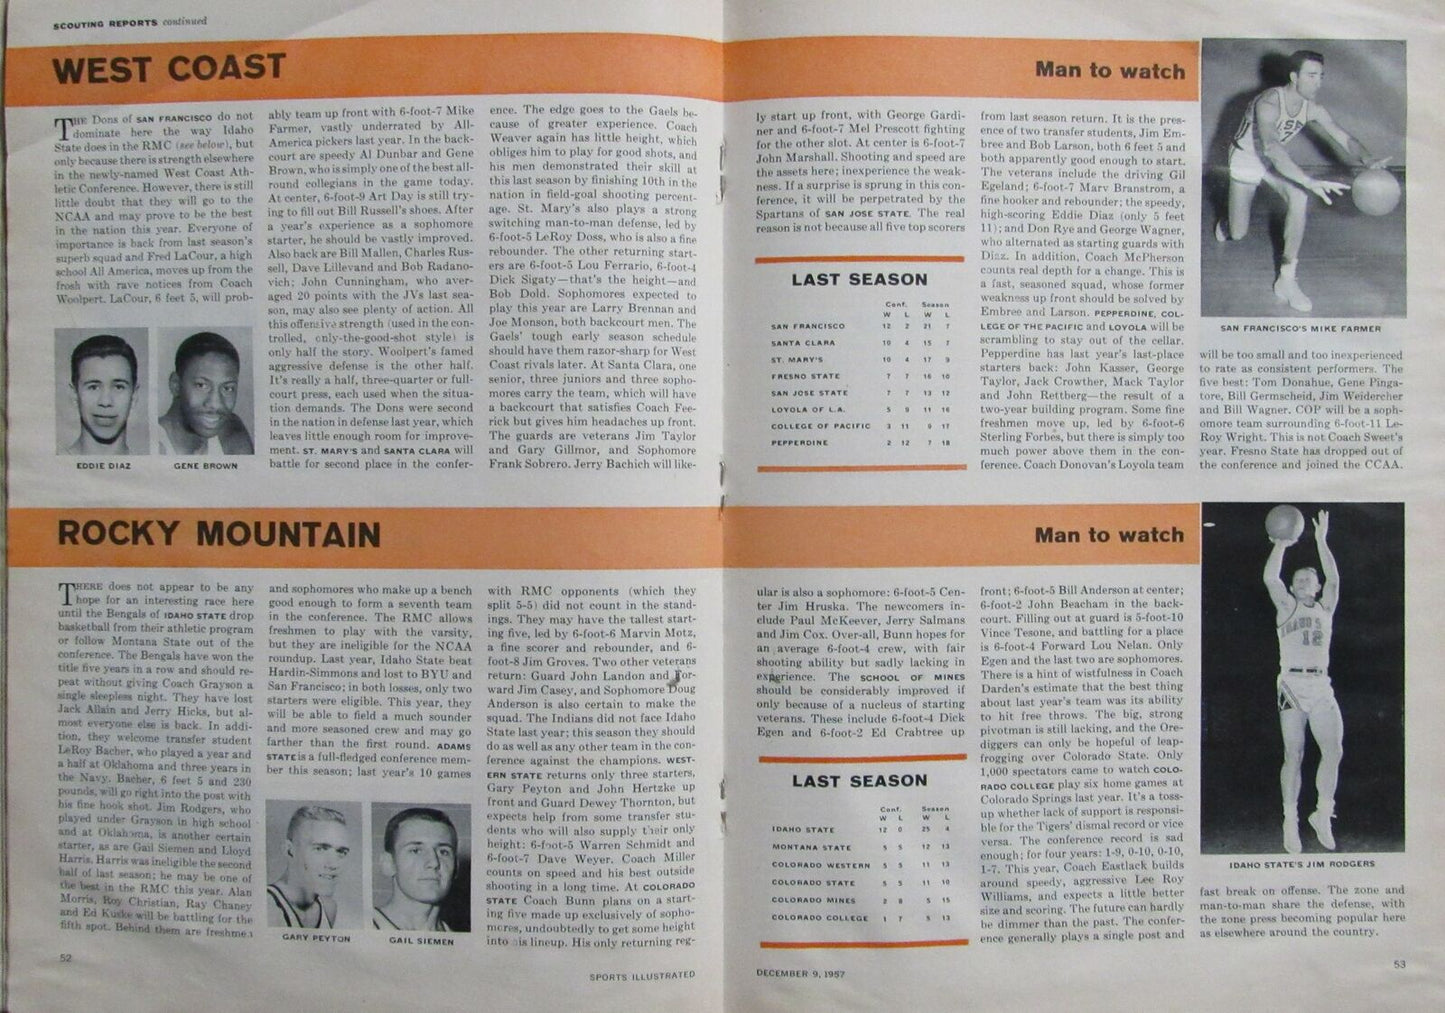 SCOUTING REPORTS continued
WEST COAST
THE Dons of SAN FRANCISCO do not
dominate here the way Idaho
State does in the RMC (see below), but
only because there is strength elsewhere
in the newly-named West Coast Ath-
letic Conference. However, there is still
little doubt that they will go to the
NCAA and may prove to be the best
in the nation this year. Everyone of
importance is back from last season's
superb squad and Fred LaCour, a high
school All America, moves up from the
frosh with rave notices from Coach
Woolpert. LaCour, 6 feet 5, will prob-
EDDIE DIAZ
GENE BROWN
ably team up front with 6-foot-7 Mike
Farmer, vastly underrated by All-
America pickers last year. In the back-
court are speedy Al Dunbar and Gene
Brown, who is simply one of the best all-
round collegians in the game today.
At center, 6-foot-9 Art Day is still try-
ing to fill out Bill Russell's shoes. After
a year's experience as a sophomore
starter, he should be vastly improved.
Also back are Bill Mallen, Charles Rus-
sell, Dave Lillevand and Bob Radano-
vich; John Cunningham, who aver-
aged 20 points with the JVs last sea-
son, may also see plenty of action. All
this offensive strength (used in the con-
trolled, only-the-good-shot style) is
only half the story. Woolpert's famed
aggressive defense is the other half.
It's really a half, three-quarter or full-
court press, each used when the situa-
tion demands. The Dons were second
in the nation in defense last year, which
leaves little enough room for improve-
ment. ST. MARY'S and SANTA CLARA will
battle for second place in the confer-
ence. The edge goes to the Gaels be-
cause of greater experience. Coach
Weaver again has little height, which
obliges him to play for good shots, and
his men demonstrated their skill at
this last season by finishing 10th in the
nation in field-goal shooting percent-
age. St. Mary's also plays a strong
switching man-to-man defense, led by
6-foot-5 LeRoy Doss, who is also a fine
rebounder. The other returning start-
ers are 6-foot-5 Lou Ferrario, 6-foot-4
Dick Sigaty—that's the height—and
Bob Dold. Sophomores expected to
play this year are Larry Brennan and
Joe Monson, both backcourt men. The
Gaels' tough early season schedule
should have them razor-sharp for West
Coast rivals later. At Santa Clara, one
senior, three juniors and three sopho-
mores carry the team, which will have
a backcourt that satisfies Coach Fee-
rick but gives him headaches up front.
The guards are veterans Jim Taylor
and Gary Gillmor, and Sophomore
Frank Sobrero. Jerry Bachich will like-
Man to watch
ly start up front, with George Gardi-
ner and 6-foot-7 Mel Prescott fighting
for the other slot. At center is 6-foot-7
John Marshall. Shooting and speed are
the assets here; inexperience the weak-
ness. If a surprise is sprung in this con-
ference, it will be perpetrated by the
Spartans of SAN JOSE STATE. The real
reason is not because all five top scorers
LAST SEASON
Conf. Season
W L W L
SAN FRANCISCO 12 2 21 7
SANTA CLARA 10 4 15 7
ST. MARY'S 10 4 17 9
FRESNO STATE 7 7 16 10
SAN JOSE STATE 7 7 13 12
LOYOLA OF L.A. 5 9 11 16
COLLEGE OF PACIFIC 3 11 9 17
PEPPERDINE 2 12 7 18
from last season return. It is the pres-
ence of two transfer students, Jim Em-
bree and Bob Larson, both 6 feet 5 and
both apparently good enough to start.
The veterans include the driving Gil
Egeland; 6-foot-7 Marv Branstrom, a
fine hooker and rebounder; the speedy,
high-scoring Eddie Diaz (only 5 feet
11); and Don Rye and George Wagner,
who alternated as starting guards with
Diaz. In addition, Coach McPherson
counts real depth for a change. This is
a fast, seasoned squad, whose former
weakness up front should be solved by
Embree and Larson. PEPPERDINE, COL-
LEGE OF THE PACIFIC and LOYOLA will be
scrambling to stay out of the cellar.
Pepperdine has last year's last-place
starters back: John Kasser, George
Taylor, Jack Crowther, Mack Taylor
and John Rettberg—the result of a
two-year building program. Some fine
freshmen move up, led by 6-foot-6
Sterling Forbes, but there is simply too
much power above them in the con-
ference. Coach Donovan's Loyola team
SAN FRANCISCO'S MIKE FARMER
will be too small and too inexperienced
to rate as consistent performers. The
five best: Tom Donahue, Gene Pinga-
tore, Bill Germscheid, Jim Weidercher
and Bill Wagner. COP will be a soph-
omore team surrounding 6-foot-11 Le-
Roy Wright. This is not Coach Sweet's
year. Fresno State has dropped out of
the conference and joined the CCAA.
ROCKY MOUNTAIN
THERE does not appear to be any
hope for an interesting race here
until the Bengals of IDAHO STATE drop
basketball from their athletic program
or follow Montana State out of the
conference. The Bengals have won the
title five years in a row and should re-
peat without giving Coach Grayson a
single sleepless night. They have lost
Jack Allain and Jerry Hicks, but al-
most everyone else is back. In addi-
tion, they welcome transfer student
LeRoy Bacher, who played a year and
a half at Oklahoma and three years in
the Navy. Bacher, 6 feet 5 and 230
pounds, will go right into the post with
his fine hook shot. Jim Rodgers, who
played under Grayson in high school
and at Oklahoma, is another certain
starter, as are Gail Siemen and Lloyd
Harris. Harris was ineligible the second
half of last season; he may be one of
the best in the RMC this year. Alan
Morris, Roy Christian, Ray Chaney
and Ed Kuske will be battling for the
fifth spot. Behind them are freshmen
and sophomores who make up a bench
good enough to form a seventh team
in the conference. The RMC allows
freshmen to play with the varsity,
but they are ineligible for the NCAA
roundup. Last year, Idaho State beat
Hardin-Simmons and lost to BYU and
San Francisco; in both losses, only two
starters were eligible. This year, they
will be able to field a much sounder
and more seasoned crew and may go
farther than the first round. ADAMS
STATE is a full-fledged conference mem-
ber this season; last year's 10 games
GARY PEYTON
GAIL SIEMEN
with RMC opponents (which they
split 5-5) did not count in the stand-
ings. They may have the tallest start-
ing five, led by 6-foot-6 Marvin Motz,
a fine scorer and rebounder, and 6-
foot-8 Jim Groves. Two other veterans
return: Guard John Landon and For-
ward Jim Casey, and Sophomore Doug
Anderson is also certain to make the
squad. The Indians did not face Idaho
State last year; this season they should
do as well as any other team in the con-
ference against the champions. WEST-
ERN STATE returns only three starters,
Gary Peyton and John Hertzke up
front and Guard Dewey Thornton, but
expects help from some transfer stu-
dents who will also supply their only
height: 6-foot-5 Warren Schmidt and
6-foot-7 Dave Weyer. Coach Miller
counts on speed and his best outside
shooting in a long time. At COLORADO
STATE Coach Bunn plans on a start-
ing five made up exclusively of sopho-
mores, undoubtedly to get some height
into his lineup. His only returning reg-
Man to watch
ular is also a sophomore: 6-foot-5 Cen-
ter Jim Hruska. The newcomers in-
clude Paul McKeever, Jerry Salmans
and Jim Cox. Over-all, Bunn hopes for
an average 6-foot-4 crew, with fair
shooting ability but sadly lacking in
experience. The SCHOOL OF MINES
should be considerably improved if
only because of a nucleus of starting
veterans. These include 6-foot-4 Dick
Egen and 6-foot-2 Ed Crabtree up
LAST SEASON
Conf. Season
W L W L
IDAHO STATE 12 0 25 4
MONTANA STATE 5 5 12 13
COLORADO WESTERN 5 5 11 13
COLORADO STATE 5 5 11 10
COLORADO MINES 2 8 5 15
COLORADO COLLEGE 1 7 5 13
front; 6-foot-5 Bill Anderson at center;
6-foot-2 John Beacham in the back-
court. Filling out at guard is 5-foot-10
Vince Tesone, and battling for a place
is 6-foot-4 Forward Lou Nelan. Only
Egen and the last two are sophomores.
There is a hint of wistfulness in Coach
Darden's estimate that the best thing
about last year's team was its ability
to hit free throws. The big, strong
pivotman is still lacking, and the Ore-
diggers can only be hopeful of leap-
frogging over Colorado State. Only
1,000 spectators came to watch COLO-
RADO COLLEGE play six home games at
Colorado Springs last year. It's a toss-
up whether lack of support is responsi-
ble for the Tigers' dismal record or vice
versa. The conference record is sad
enough; for four years: 1-9, 0-10, 0-10,
1-7. This year, Coach Eastlack builds
around speedy, aggressive Lee Roy
Williams, and expects a little better
size and scoring. The future can hardly
be dimmer than the past. The confer-
ence generally plays a single post and
12
IDAHO STATE'S JIM RODGERS
fast break on offense. The zone and
man-to-man share the defense, with
the zone press becoming popular here
as elsewhere around the country.
52
SPORTS ILLUSTRATED
DECEMBER 9, 1957
53